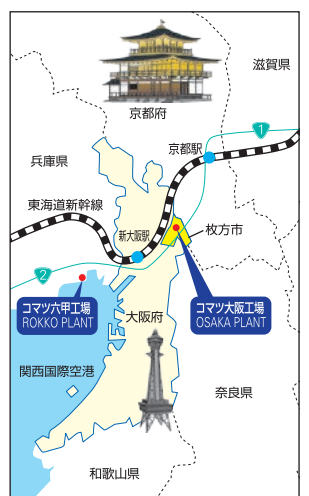 滋賀県
京都府
1
京都駅
兵庫県
東海道新幹線
新大阪駅
枚方市
2
コマツ六甲工場
ROKKO PLANT
コマツ大阪工場
OSAKA PLANT
大阪府
関西国際空港
奈良県
和歌山県